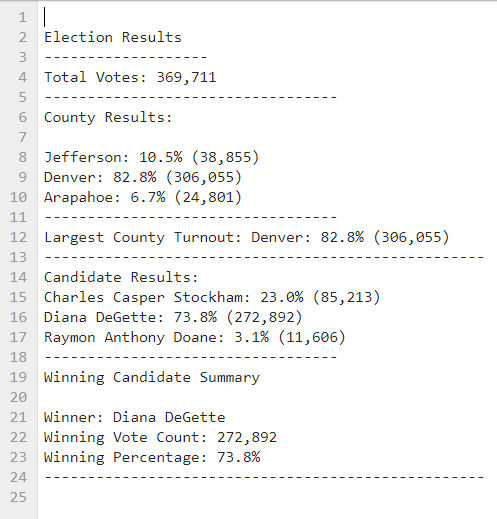 1
2 Election Results
3 -------------------
4 Total Votes: 369,711
5 ----------------------------------
6 County Results:
7
8 Jefferson: 10.5% (38,855)
9 Denver: 82.8% (306,055)
10 Arapahoe: 6.7% (24,801)
11 ----------------------------------
12 Largest County Turnout: Denver: 82.8% (306,055)
13 ---------------------------------------------------
14 Candidate Results:
15 Charles Casper Stockham: 23.0% (85,213)
16 Diana DeGette: 73.8% (272,892)
17 Raymon Anthony Doane: 3.1% (11,606)
18 ----------------------------------
19 Winning Candidate Summary
20
21 Winner: Diana DeGette
22 Winning Vote Count: 272,892
23 Winning Percentage: 73.8%
24 ---------------------------------------------------
25